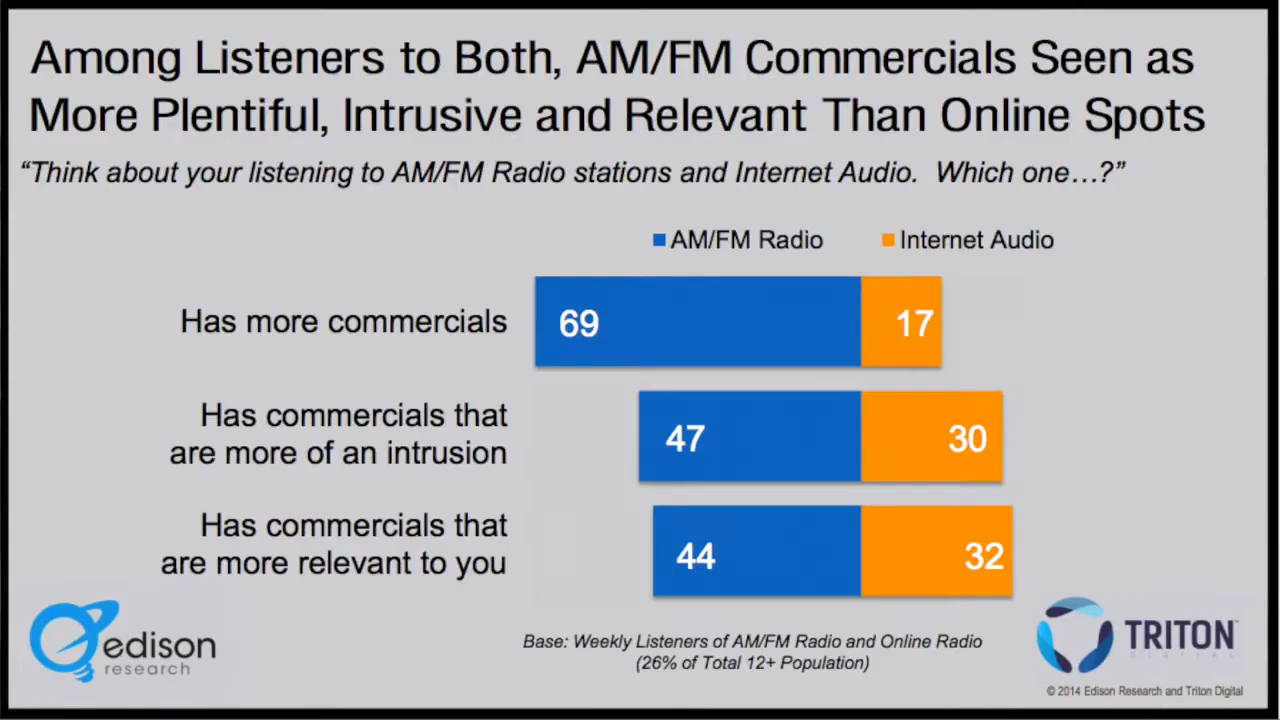 Among Listeners to Both, AM/FM Commercials Seen as
More Plentiful, Intrusive and Relevant Than Online Spots
“Think about your listening to AM/FM Radio stations and Internet Audio.  Which one…?”
AM/FM Radio
Internet Audio
Has more commercials
69
17
Has commercials that
are more of an intrusion
47
30
Has commercials that
are more relevant to you
44
32
edison
research
Base: Weekly Listeners of AM/FM Radio and Online Radio
(26% of Total 12+ Population)
TRITON
DIGITAL
© 2014 Edison Research and Triton Digital